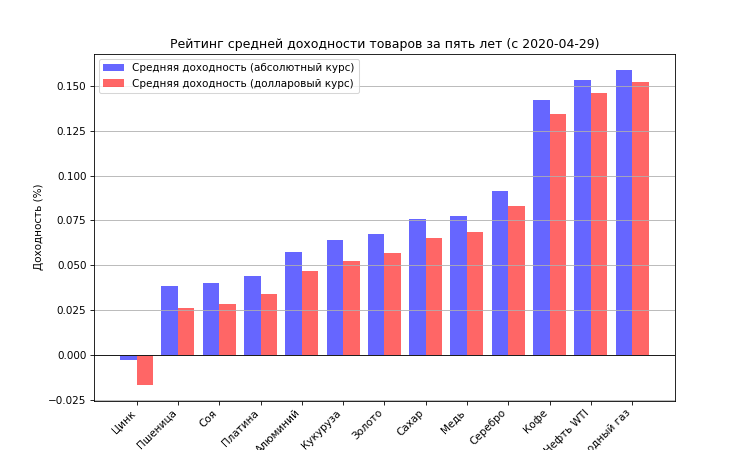 Рейтинг средней доходности товаров за пять лет (с 2020-04-29)
Средняя доходность (абсолютный курс)
Средняя доходность (долларовый курс)
Доходность (%)
0.150
0.125
0.100
0.075
0.050
0.025
0.000
−0.025
Цинк
Пшеница
Соя
Платина
Алюминий
Кукуруза
Золото
Сахар
Медь
Серебро
Кофе
Нефть WTI
газ